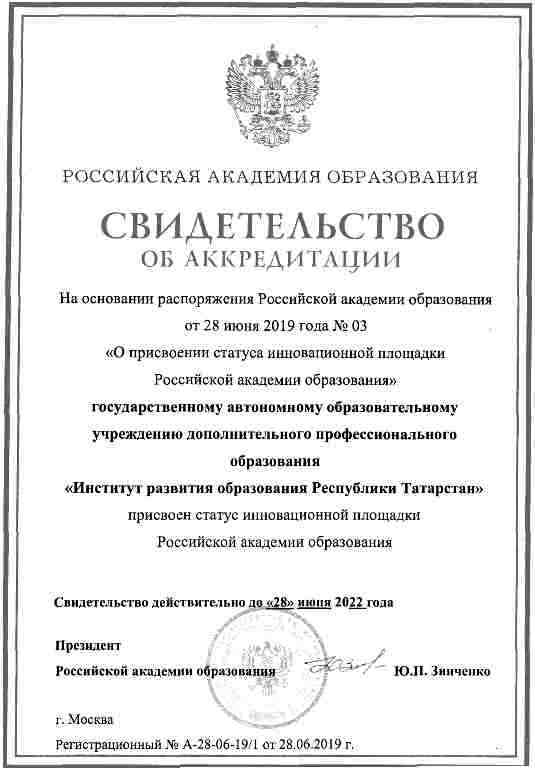 РОССИЙСКАЯ АКАДЕМИЯ ОБРАЗОВАНИЯ
СВИДЕТЕЛЬСТВО
ОБ АККРЕДИТАЦИИ
На основании распоряжения Российской академии образования
от 28 июня 2019 года № 03
«О присвоении статуса инновационной площадки
Российской академии образования»
государственному автономному образовательному
учреждению дополнительного профессионального
образования
«Институт развития образования Республики Татарстан»
присвоен статус инновационной площадки
Российской академии образования
Свидетельство действительно до «28» июня 2022 года
Президент
Российской академии образования Ю.П. Зинченко
г. Москва
Регистрационный № А-28-06-19/1 от 28.06.2019 г.